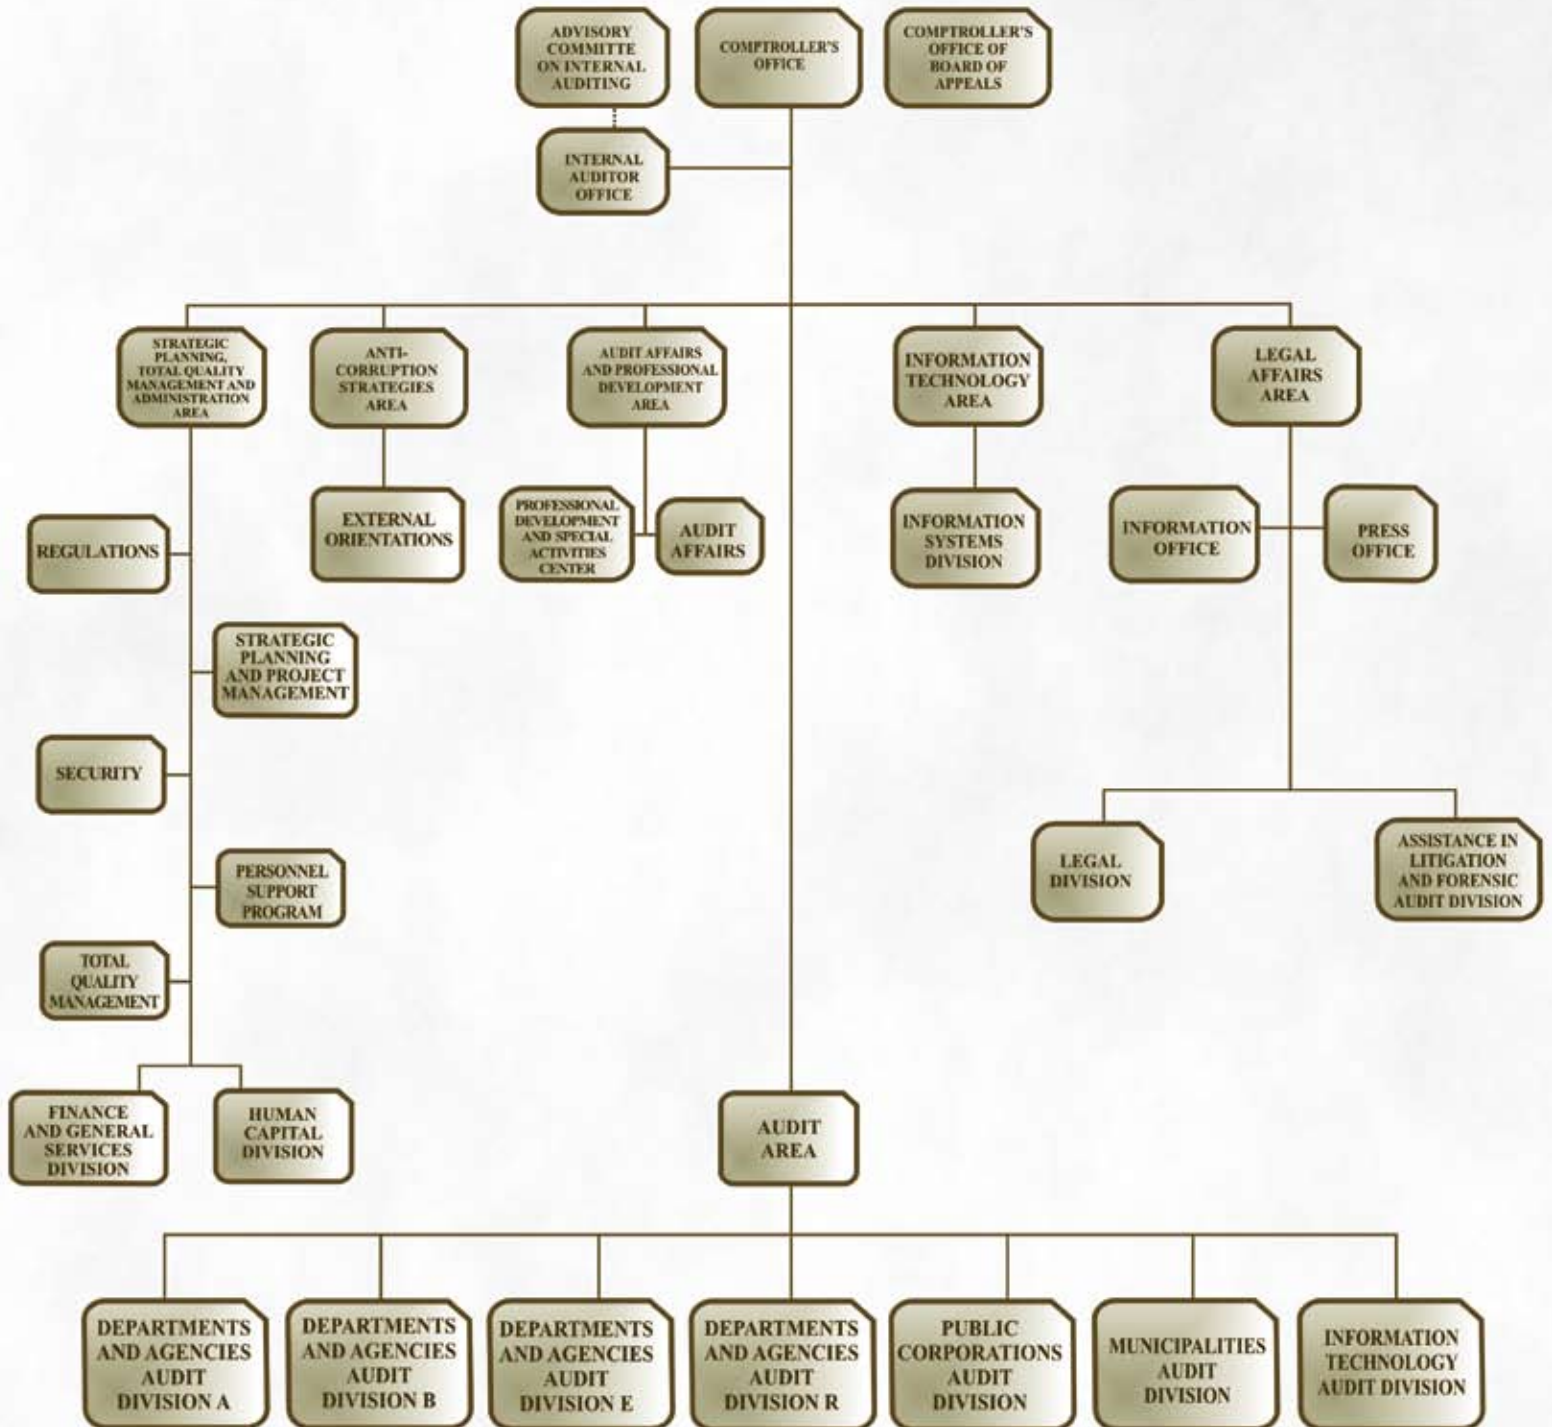 ADVISORY
COMMITTE
ON INTERNAL
AUDITING
COMPTROLLER'S
OFFICE
COMPTROLLER'S
OFFICE OF
BOARD OF
APPEALS
INTERNAL
AUDITOR
OFFICE
STRATEGIC
PLANNING,
TOTAL QUALITY
MANAGEMENT AND
ADMINISTRATION
AREA
ANTI-
CORRUPTION
STRATEGIES
AREA
AUDIT AFFAIRS
AND PROFESSIONAL
DEVELOPMENT
AREA
INFORMATION
TECHNOLOGY
AREA
LEGAL
AFFAIRS
AREA
REGULATIONS
EXTERNAL
ORIENTATIONS
PROFESSIONAL
DEVELOPMENT
AND SPECIAL
ACTIVITIES
CENTER
AUDIT
AFFAIRS
INFORMATION
SYSTEMS
DIVISION
INFORMATION
OFFICE
PRESS
OFFICE
STRATEGIC
PLANNING
AND PROJECT
MANAGEMENT
SECURITY
PERSONNEL
SUPPORT
PROGRAM
LEGAL
DIVISION
ASSISTANCE IN
LITIGATION
AND FORENSIC
AUDIT DIVISION
TOTAL
QUALITY
MANAGEMENT
FINANCE
AND GENERAL
SERVICES
DIVISION
HUMAN
CAPITAL
DIVISION
AUDIT
AREA
DEPARTMENTS
AND AGENCIES
AUDIT
DIVISION A
DEPARTMENTS
AND AGENCIES
AUDIT
DIVISION B
DEPARTMENTS
AND AGENCIES
AUDIT
DIVISION E
DEPARTMENTS
AND AGENCIES
AUDIT
DIVISION R
PUBLIC
CORPORATIONS
AUDIT
DIVISION
MUNICIPALITIES
AUDIT
DIVISION
INFORMATION
TECHNOLOGY
AUDIT DIVISION